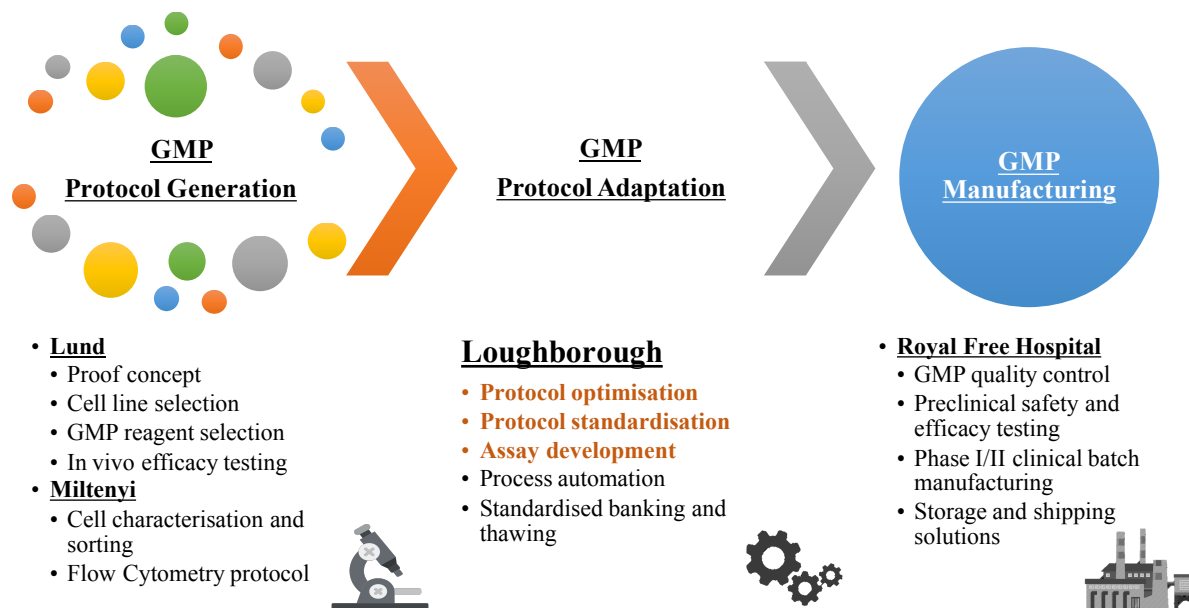 GMP
Protocol Generation
GMP
Protocol Adaptation
GMP
Manufacturing
• Lund
• Proof concept
• Cell line selection
• GMP reagent selection
• In vivo efficacy testing
• Miltenyi
• Cell characterisation and
sorting
• Flow Cytometry protocol
Loughborough
• Protocol optimisation
• Protocol standardisation
• Assay development
• Process automation
• Standardised banking and
thawing
• Royal Free Hospital
• GMP quality control
• Preclinical safety and
efficacy testing
• Phase I/II clinical batch
manufacturing
• Storage and shipping
solutions